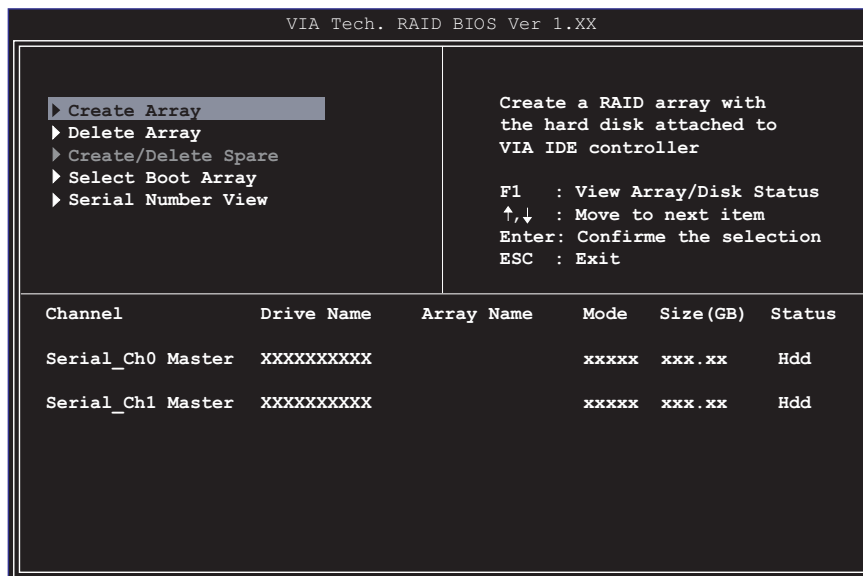 VIA Tech. RAID BIOS Ver 1.XX
Create Array
Delete Array
Create/Delete Spare
Select Boot Array
Serial Number View
Create a RAID array with
the hard disk attached to
VIA IDE controller
F1 : View Array/Disk Status
↑,↓ : Move to next item
Enter: Confirme the selection
ESC : Exit
Channel Drive Name Array Name Mode Size(GB) Status
Serial_Ch0 Master XXXXXXXXXX xxxxx xxx.xx Hdd
Serial_Ch1 Master XXXXXXXXXX xxxxx xxx.xx Hdd